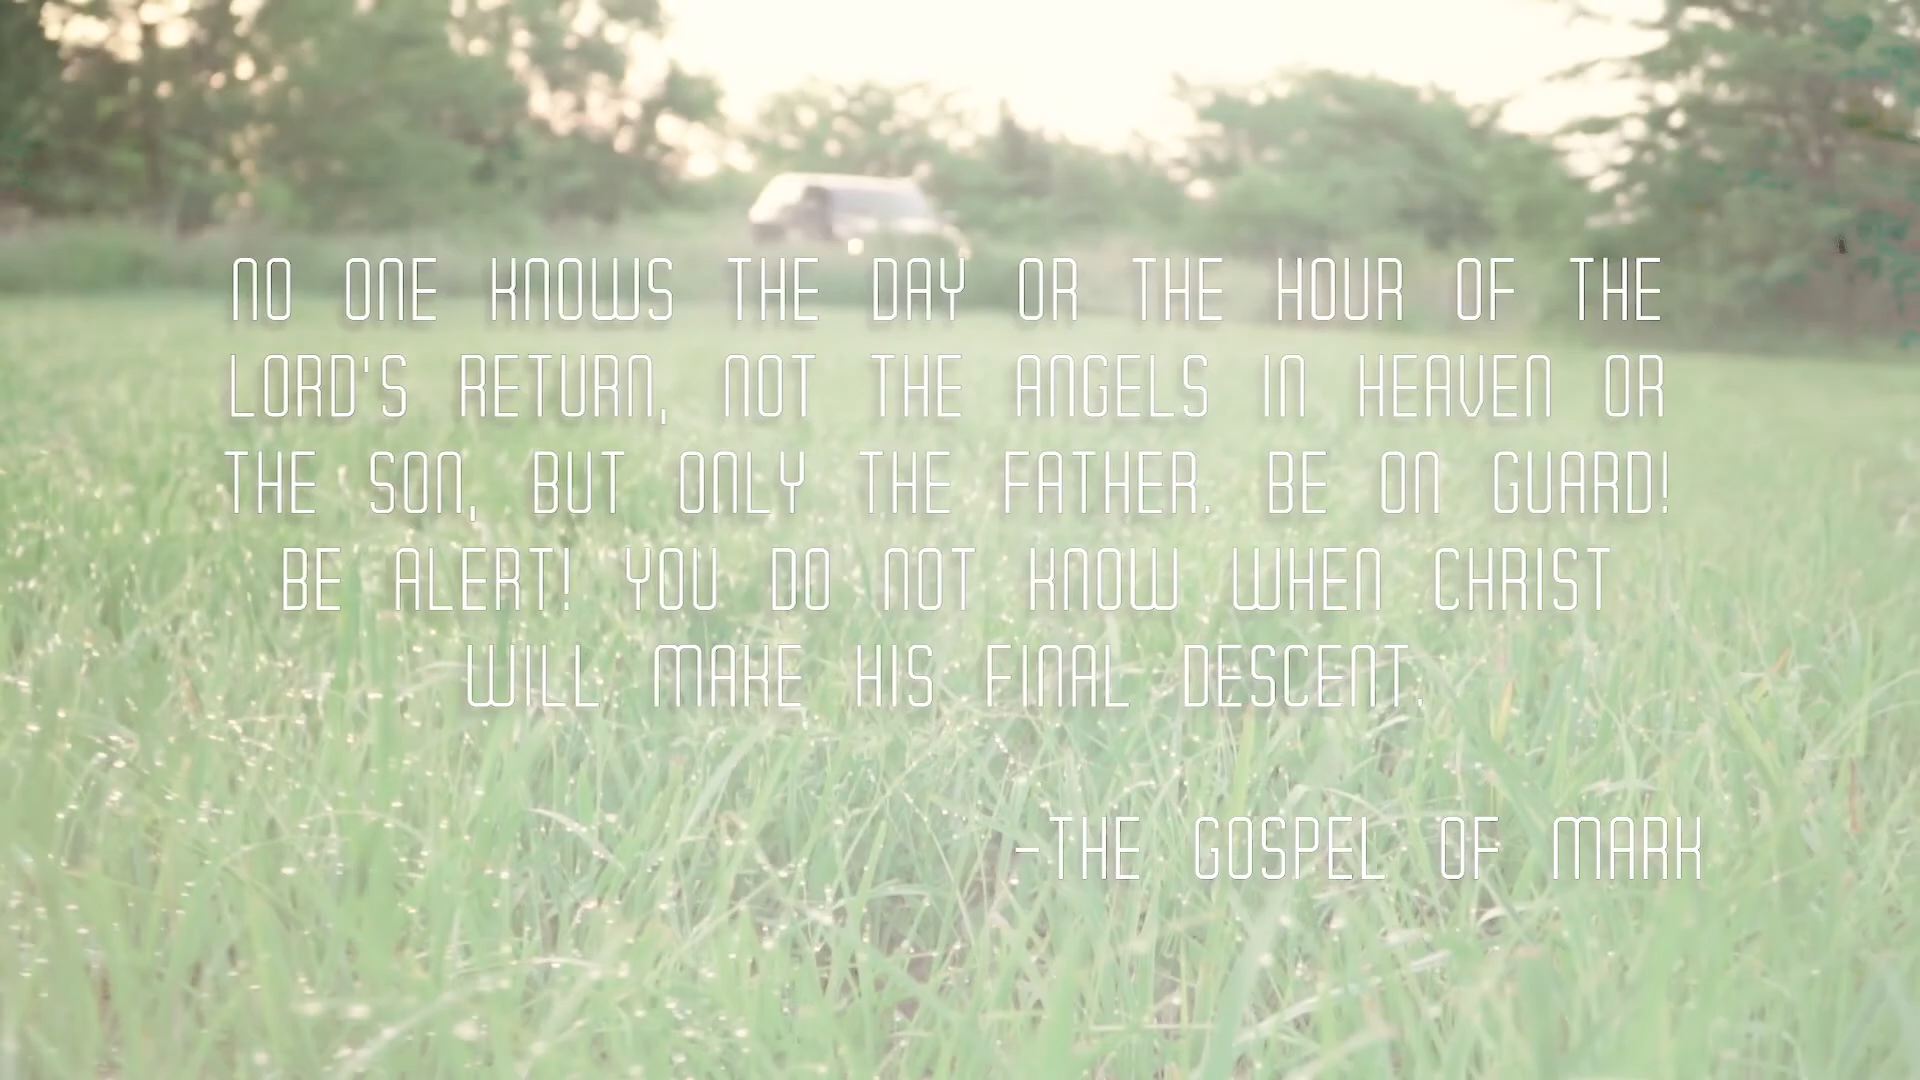 NO ONE KNOWS THE DAY OR THE HOUR OF THE
LORD'S RETURN, NOT THE ANGELS IN HEAVEN OR
THE SON, BUT ONLY THE FATHER. BE ON GUARD!
BE ALERT! YOU DO NOT KNOW WHEN CHRIST
WILL MAKE HIS FINAL DESCENT.
-THE GOSPEL OF MARK